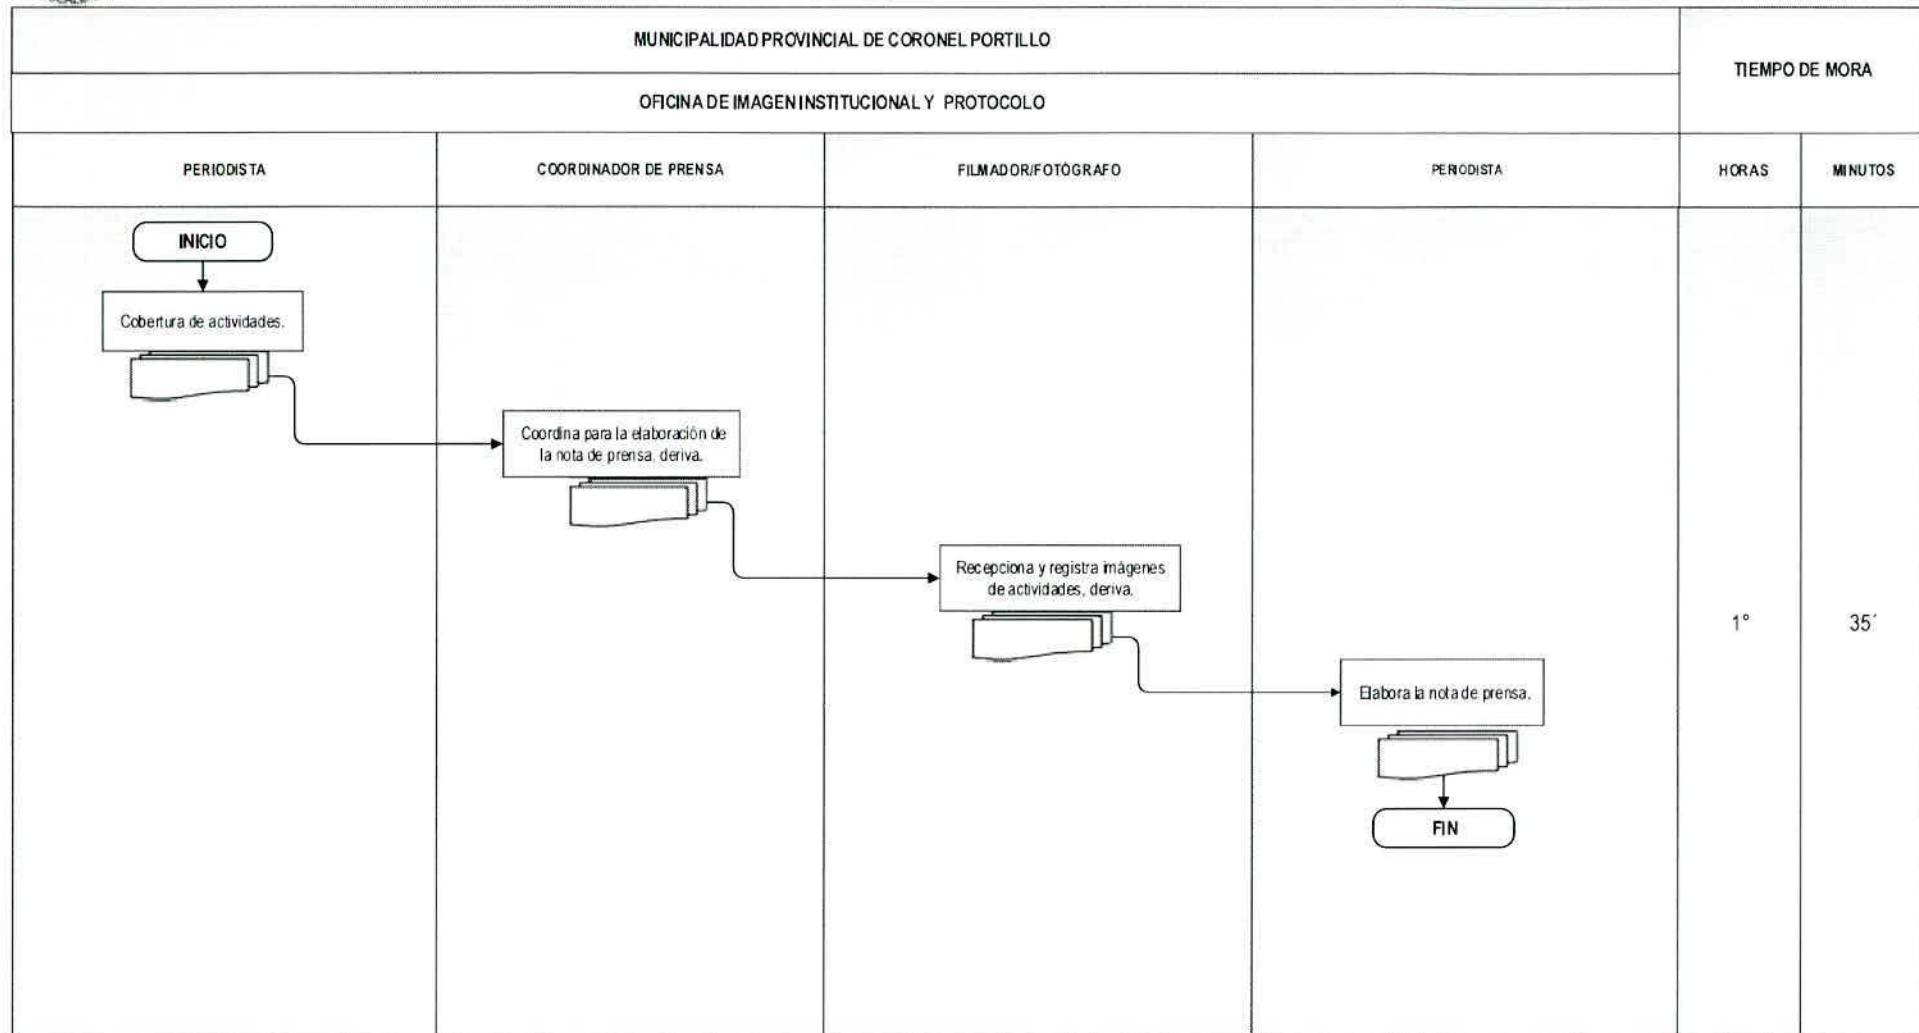 MUNICIPALIDAD PROVINCIAL DE CORONEL PORTILLO
TIEMPO DE MORA
OFICINA DE IMAGEN INSTITUCIONAL Y PROTOCOLO
PERIODISTA
COORDINADOR DE PRENSA
FILMADOR/FOTÓGRAFO
PERIODISTA
HORAS
MINUTOS
INICIO
Cobertura de actividades.
Coordina para la elaboración de
la nota de prensa, deriva.
Recepciona y registra imágenes
de actividades, deriva.
1° 35´
Elabora la nota de prensa.
FIN